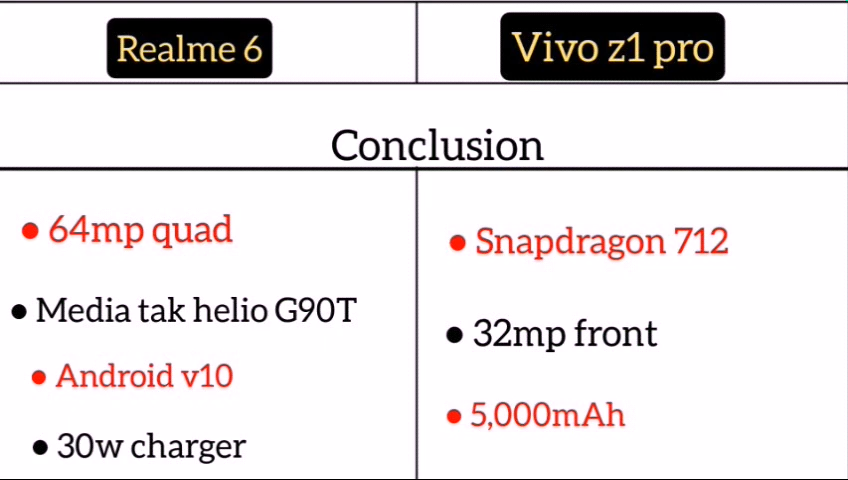 Realme 6
Vivo z1 pro
Conclusion
• 64mp quad
• Media tak helio G90T
• Android v10
• 30w charger
• Snapdragon 712
• 32mp front
• 5,000mAh